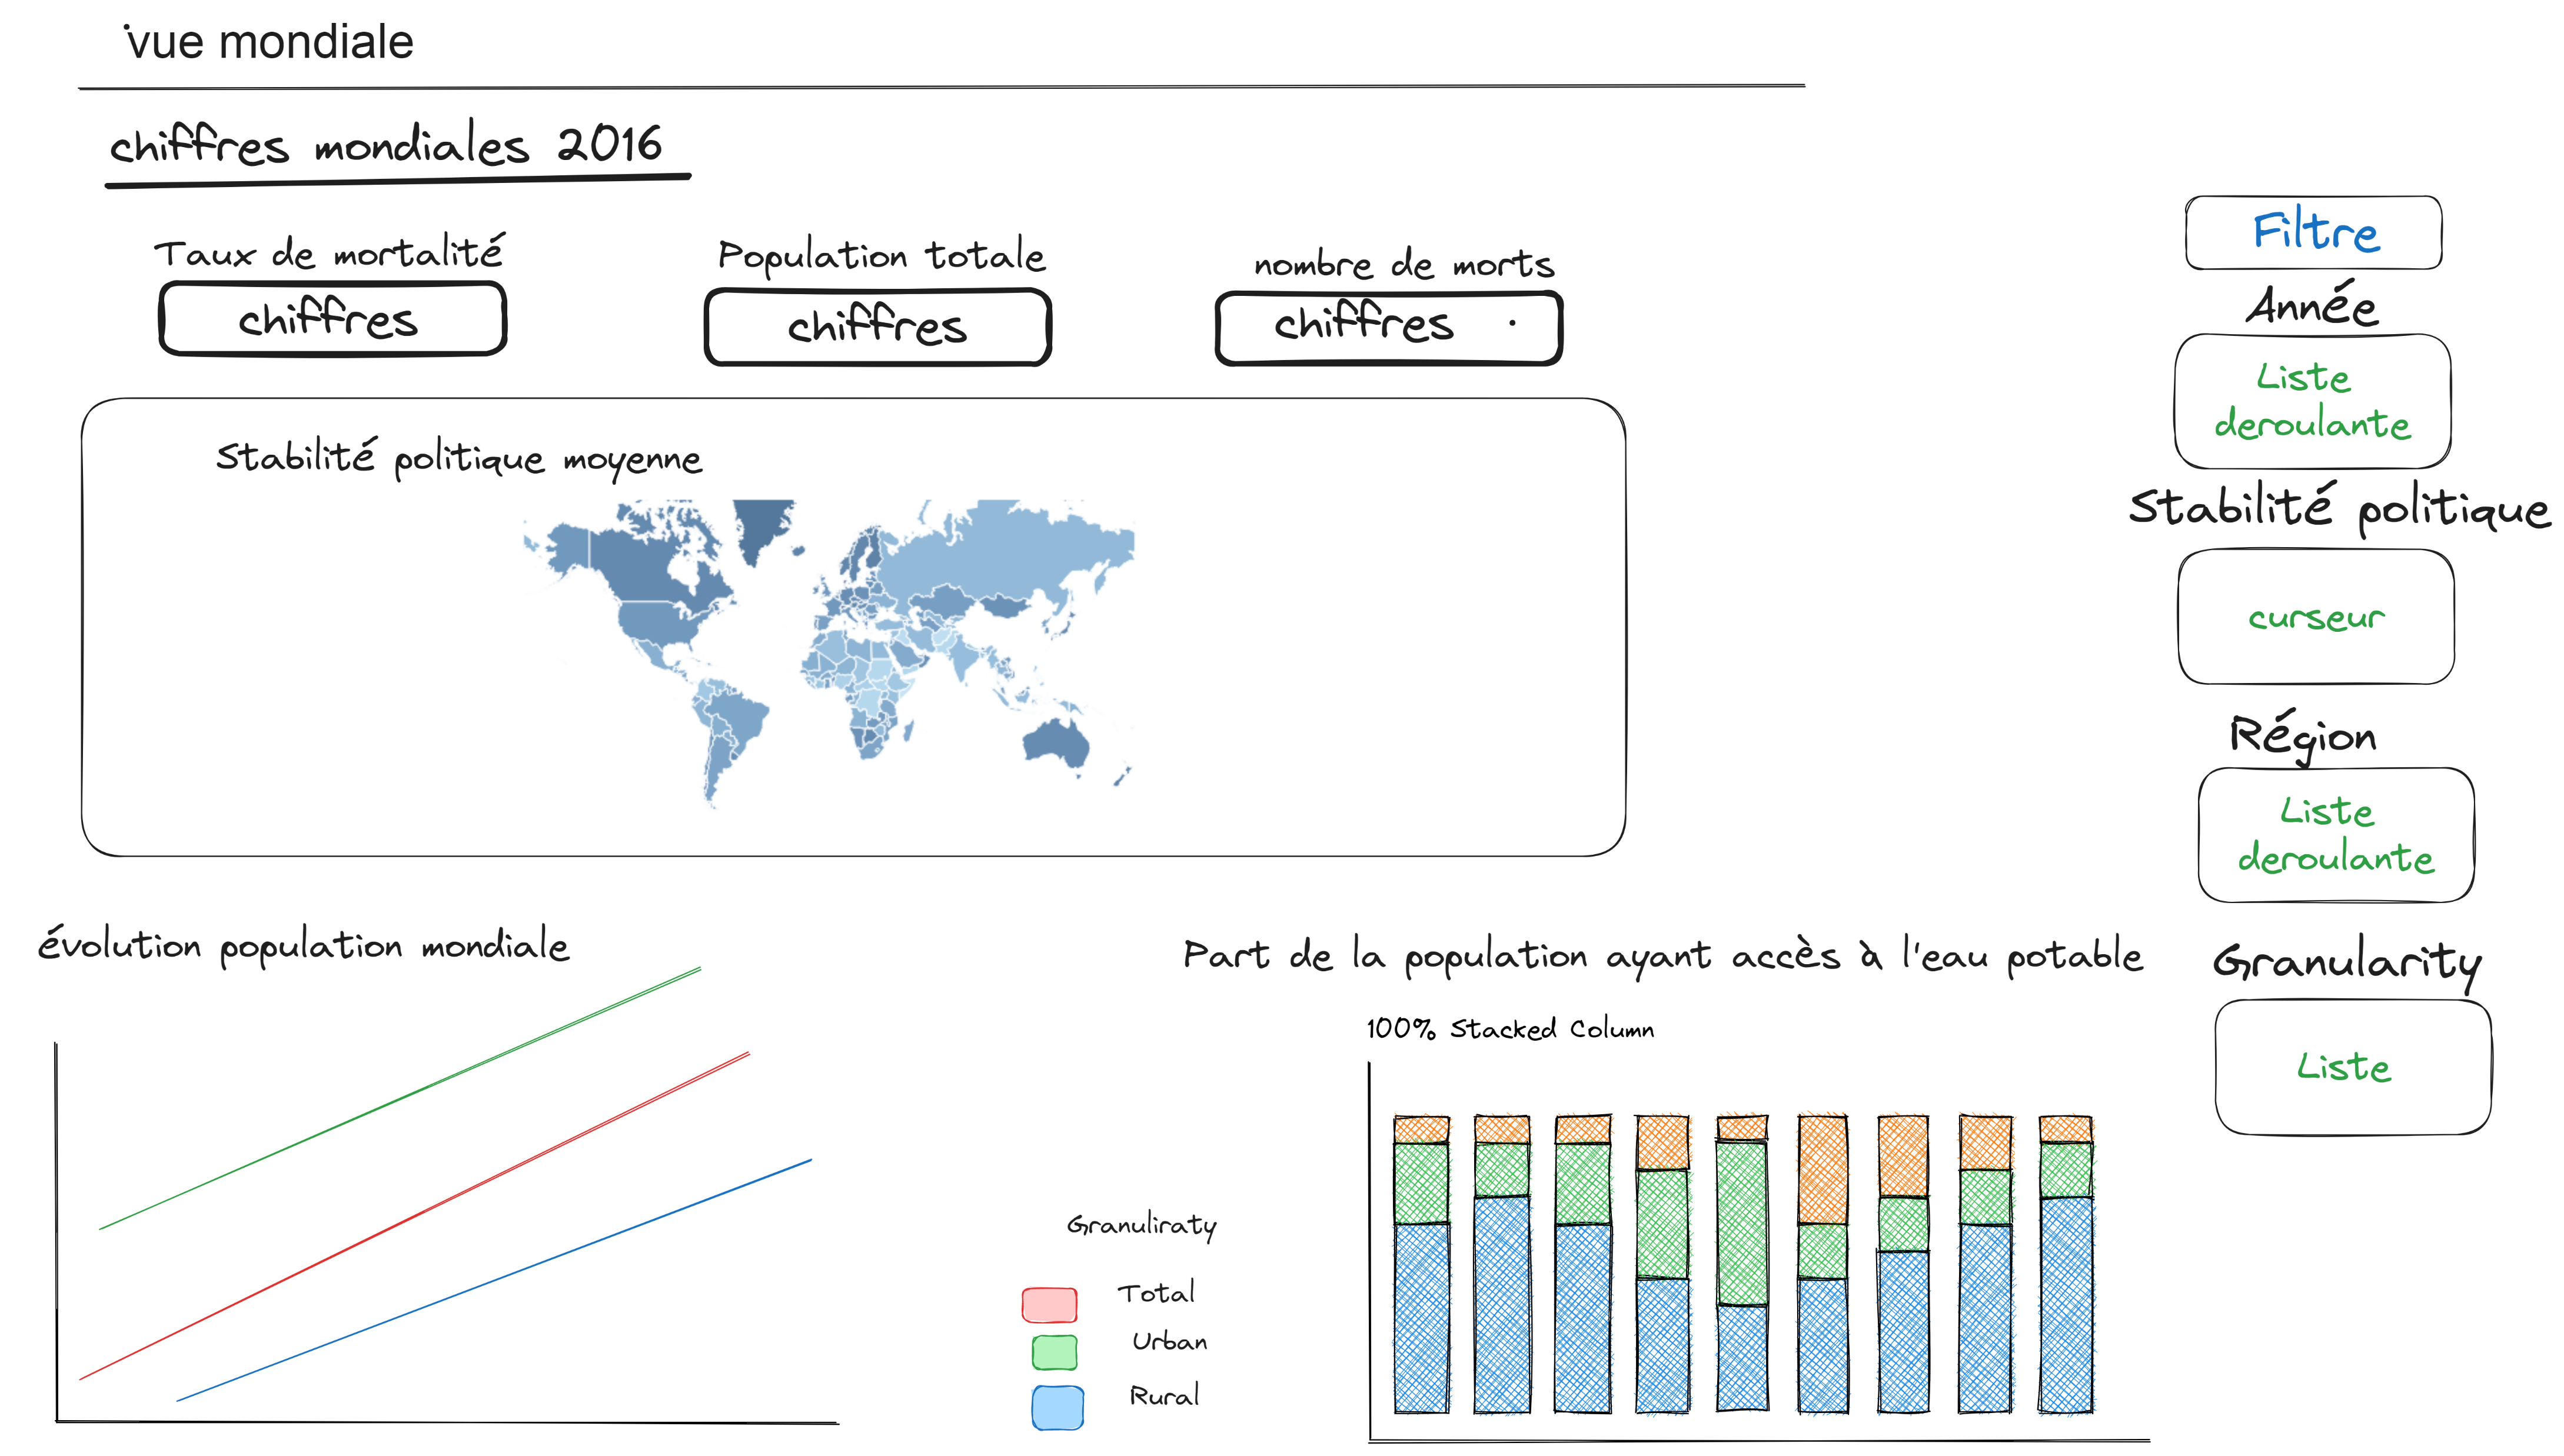 vue mondiale
chiffres mondiales 2016
Taux de mortalité
chiffres
Population totale
chiffres
nombre de morts
chiffres
Stabilité politique moyenne
Filtre
Année
Liste
deroulante
Stabilité politique
curseur
Région
Liste
deroulante
Granularity
Liste
évolution population mondiale
Granuliraty
Total
Urban
Rural
Part de la population ayant accès à l'eau potable
100% Stacked Column